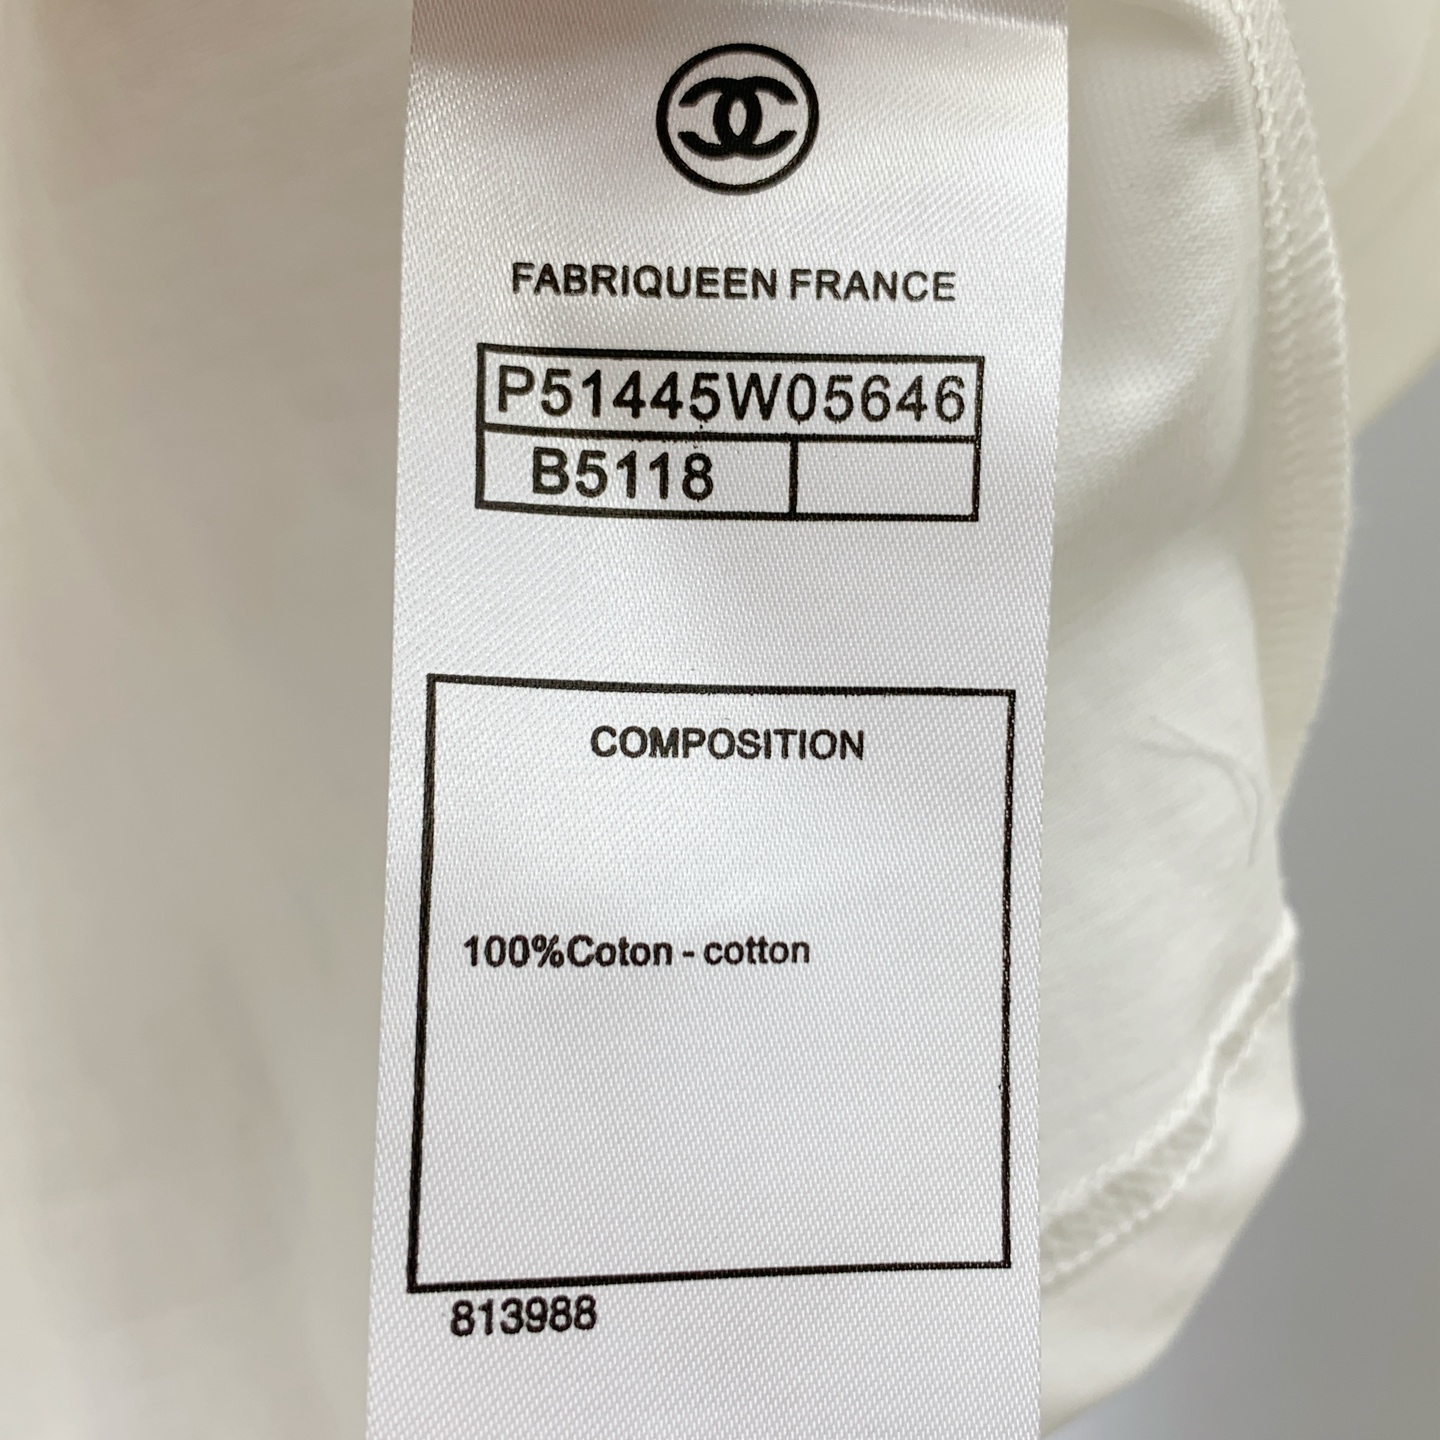 FABRIQUEEN FRANCE
P51445W05646
B5118
COMPOSITION
100%Coton - cotton
813988